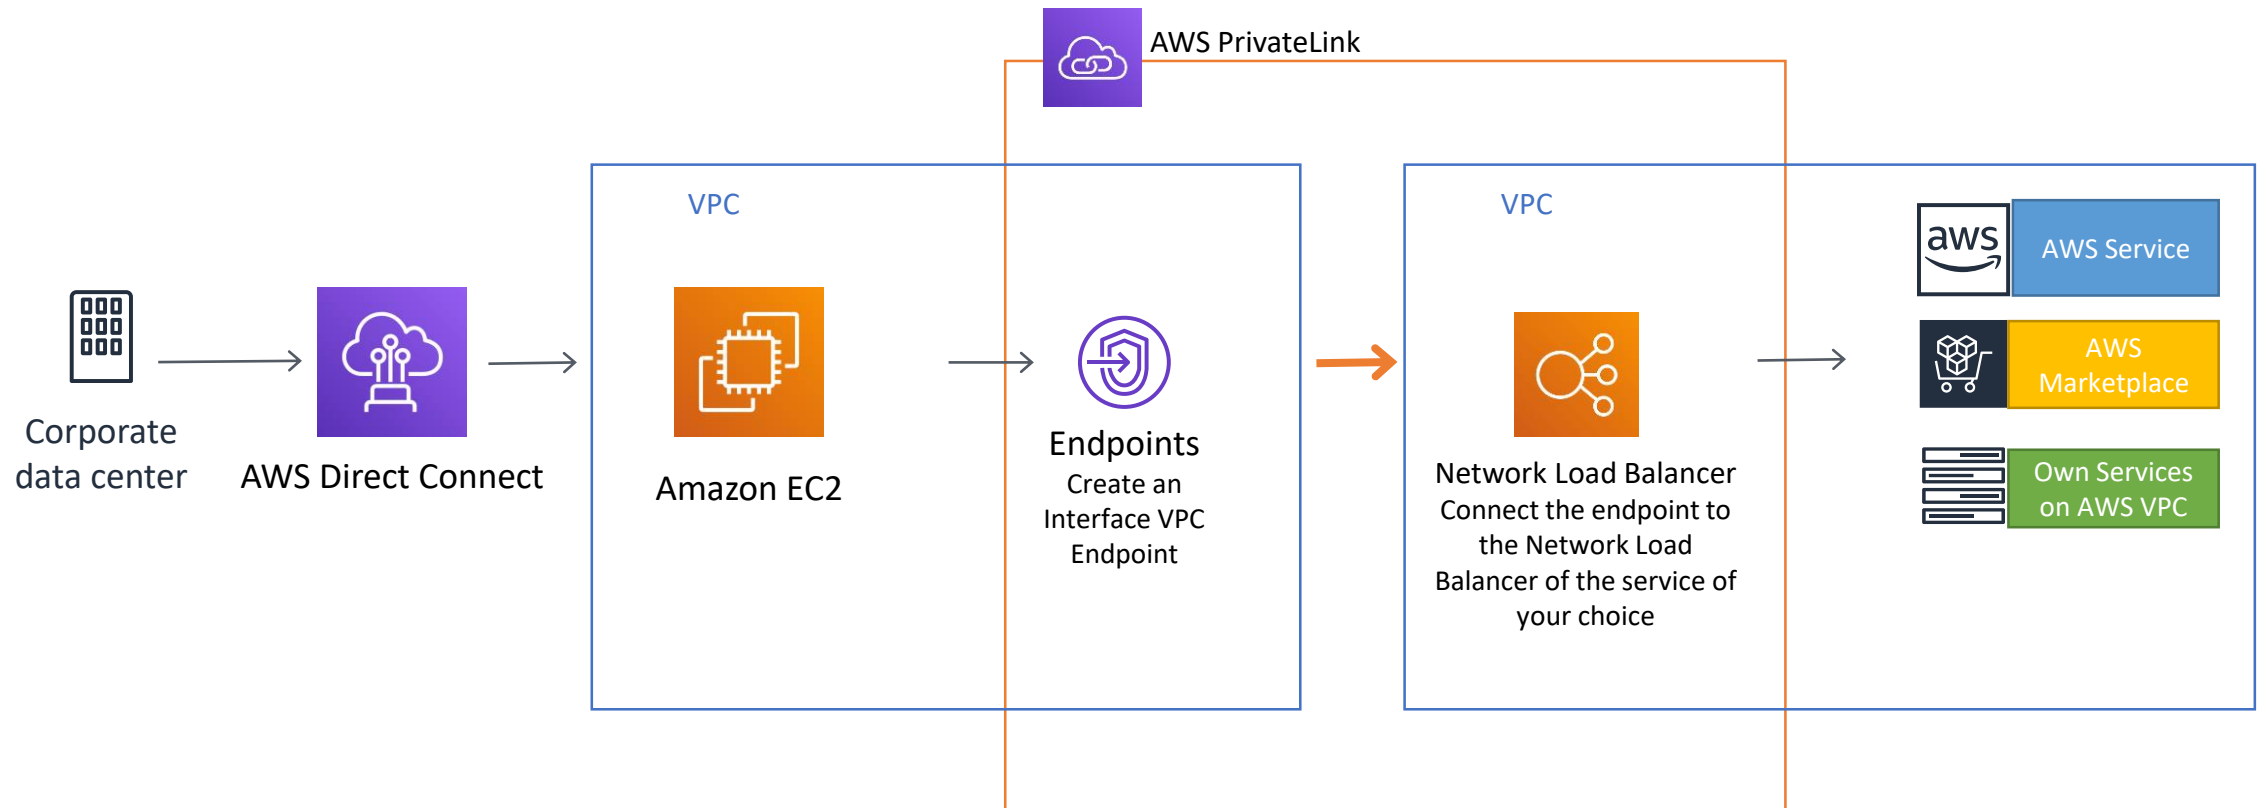 AWS PrivateLink
VPC
VPC
aws
AWS Service
AWS
Marketplace
Corporate
data center
AWS Direct Connect
Amazon EC2
Endpoints
Create an
Interface VPC
Endpoint
Network Load Balancer
Connect the endpoint to
the Network Load
Balancer of the service of
your choice
Own Services
on AWS VPC